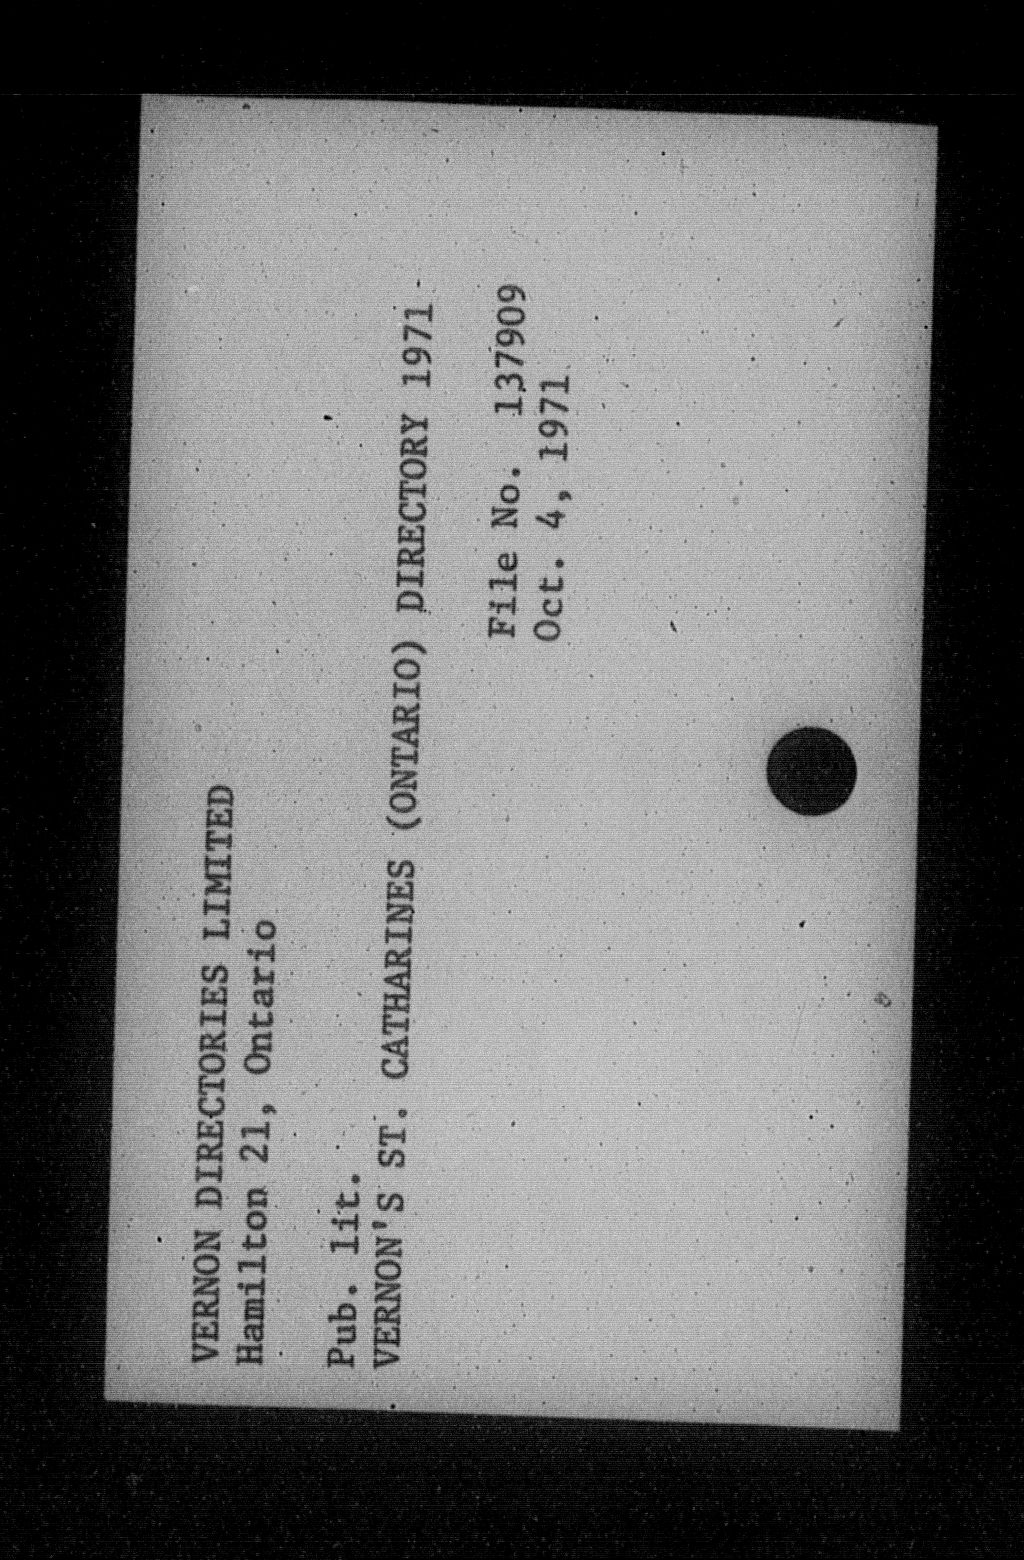 VERNON DIRECTORIES LIMITED
Hamilton 21, Ontario
Pub. lit.
VERNON'S ST. CATHARINES (ONTARIO) DIRECTORY 1971
File No. 137909
Oct. 4, 1971